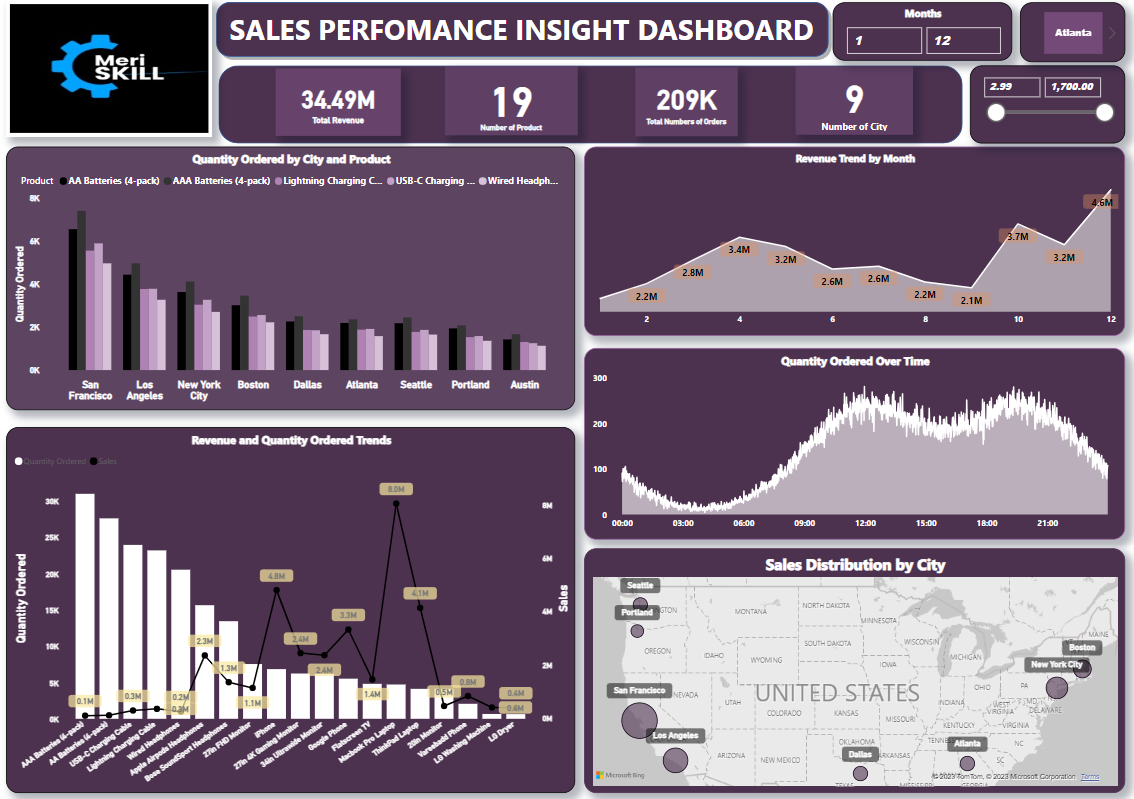 Meri
SKILL
SALES PERFOMANCE INSIGHT DASHBOARD
Months
1 12
Atlanta
34.49M
Total Revenue
19
Number of Product
209K
Total Numbers of Orders
9
Number of City
2.99 1,700.00
Quantity Ordered by City and Product
Product AA Batteries (4-pack) AAA Batteries (4-pack) Lightning Charging C... USB-C Charging ... Wired Headph...
8K
6K
4K
2K
0K
Quantity Ordered
San Francisco
Los Angeles
New York City
Boston
Dallas
Atlanta
Seattle
Portland
Austin
Revenue Trend by Month
2.2M
2.8M
3.4M
3.2M
2.6M
2.6M
2.2M
2.1M
3.7M
3.2M
4.6M
2 4 6 8 10 12
Quantity Ordered Over Time
300
200
100
0
00:00 03:00 06:00 09:00 12:00 15:00 18:00 21:00
Revenue and Quantity Ordered Trends
Quantity Ordered Sales
30K
25K
20K
15K
10K
5K
0K
Quantity Ordered
8M
6M
4M
2M
0M
Sales
0.1M
0.3M
0.2M
0.3M
2.3M
1.3M
1.1M
4.8M
2.4M
2.4M
3.3M
1.4M
8.0M
4.1M
0.5M
0.8M
0.4M
0.6M
AAA Batteries (4-pack)
AA Batteries (4-pack)
USB-C Charging Cable
Lightning Charging Cable
Wired Headphones
Apple Airpods Headphones
Bose SoundSport Headphones
27in FHD Monitor
iPhone
27in 4K Gaming Monitor
34in Ultrawide Monitor
Google Phone
Flatscreen TV
Macbook Pro Laptop
ThinkPad Laptop
20in Monitor
Vareebadd Phone
LG Washing Machine
LG Dryer
Sales Distribution by City
Seattle
Portland
San Francisco
Los Angeles
Dallas
Atlanta
New York City
Boston
UNITED STATES
MONTANA
NORTH DAKOTA
MINNESOTA
SOUTH DAKOTA
WISCONSIN
MICHIGAN
MAINE
OREGON
IDAHO
WYOMING
IOWA
NEVADA
UTAH
COLORADO
KANSAS
MISSOURI
INDIANA
OHIO
PA
MD
DELAWARE
WEST VIRGINIA
VIRGINIA
KENTUCKY
NC
SC
ARIZONA
NEW MEXICO
OKLAHOMA
Microsoft Bing
© 2023 TomTom, © 2023 Microsoft Corporation Terms